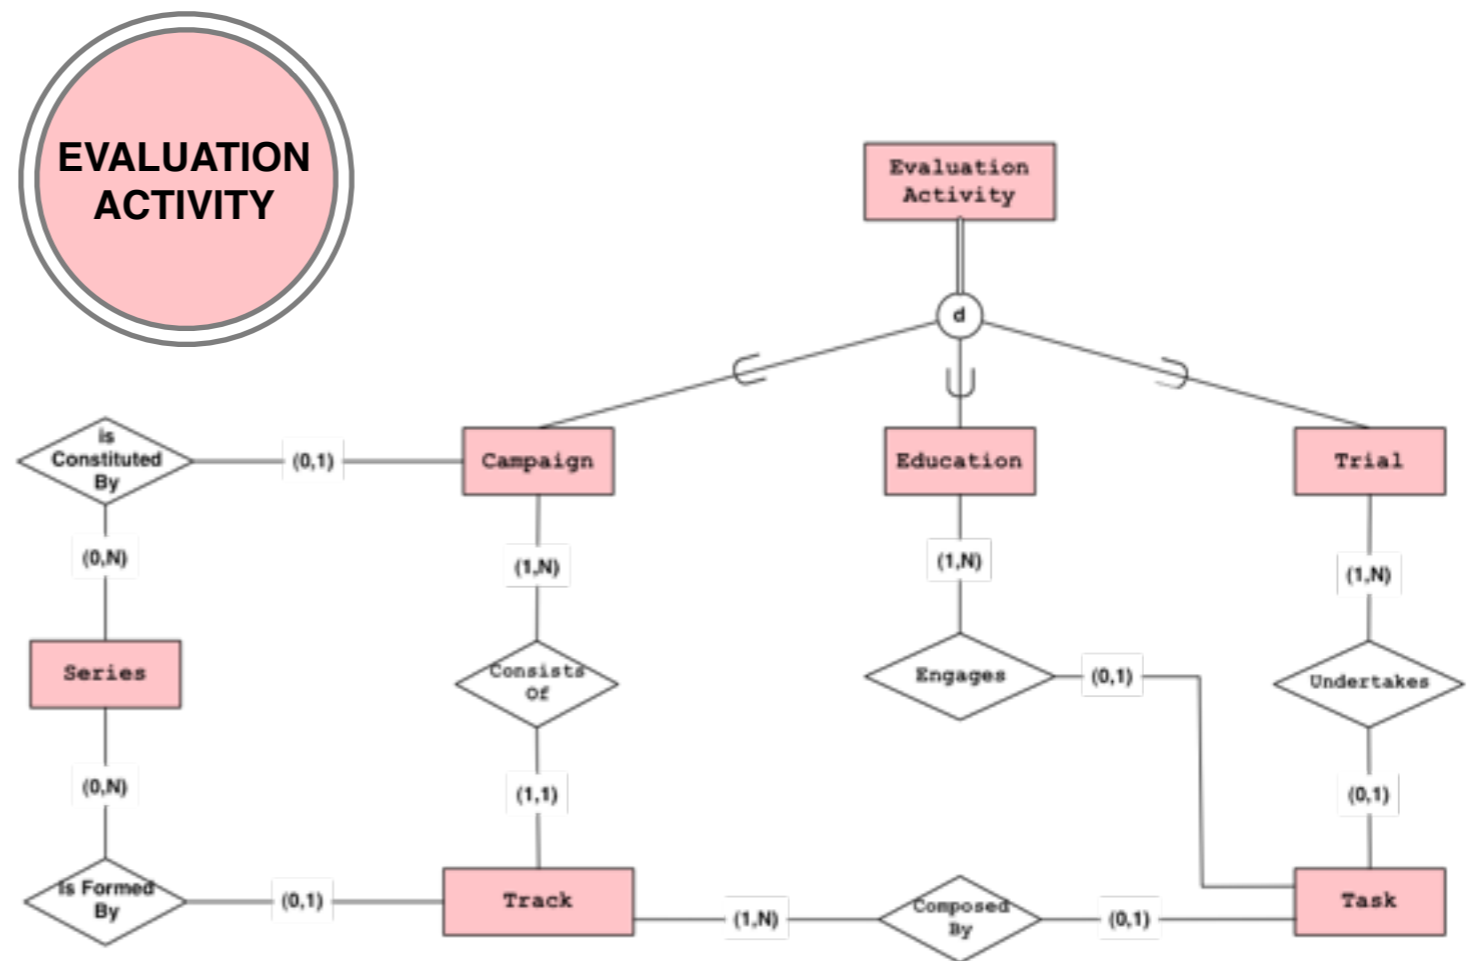 EVALUATION
ACTIVITY
Evaluation
Activity
d
is
Constituted
By
(0,1)
Campaign
Education
Trial
(0,N)
(1,N)
(1,N)
(1,N)
Series
Consists
Of
Engages
(0,1)
Undertakes
(0,N)
(1,1)
(0,1)
Is Formed
By
(0,1)
Track
(1,N)
Composed
By
(0,1)
Task